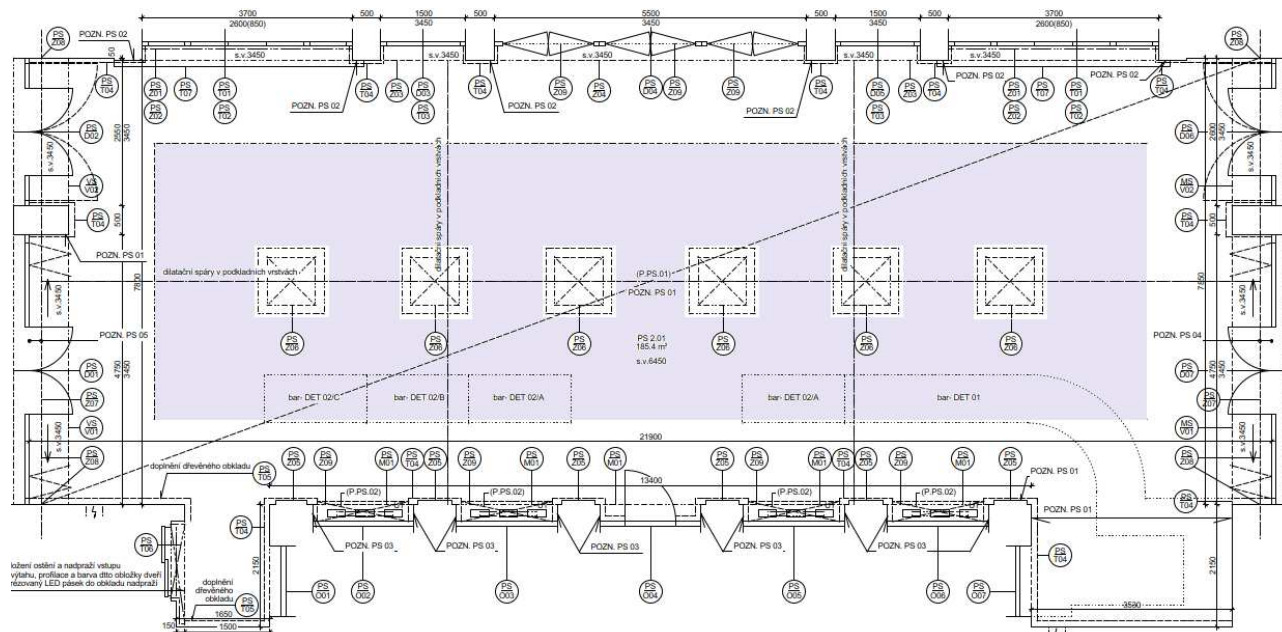 3700
500
1500
500
5500
500
1500
500
3700
2600(850)
3450
3450
3450
2600(850)
PS
Z08
POZN. PS 02
s.v.3450
s.v.3450
s.v.3450
s.v.3450
s.v.3450
POZN. PS 02
PS
Z08
PS
T04
PS
Z01
PS
T07
PS
T01
PS
T04
PS
Z03
PS
T04
PS
Z04
PS
D04
PS
Z09
PS
T04
PS
Z03
PS
T04
PS
Z01
PS
T07
PS
T01
PS
T04
PS
Z02
PS
T02
PS
T03
PS
T03
PS
Z02
PS
T02
POZN. PS 02
POZN. PS 02
POZN. PS 02
POZN. PS 02
PS
D02
2550
3450
s.v.3450
2600
3450
PS
D06
s.v.3450
VS
V02
MS
V02
PS
T04
500
500
PS
T04
POZN. PS 01
dilatační spáry v podkladních vrstvách
dilatační spáry v podkladních vrstvách
dilatační spáry v podkladních vrstvách
(P.PS.01)
POZN. PS 01
s.v.3450
7800
7850
s.v.3450
POZN. PS 05
PS
Z06
PS
Z06
PS
Z06
PS
Z06
PS
Z06
PS
Z06
POZN. PS 04
PS 2.01
185.4 m²
s.v.6450
PS
D01
4750
3450
4750
3450
PS
D07
PS
Z07
bar- DET 02/C
bar- DET 02/B
bar- DET 02/A
bar- DET 02/A
bar- DET 01
PS
Z07
VS
V01
s.v.3450
MS
V01
s.v.3450
21900
PS
Z08
doplnění dřevěného obkladu
PS
T05
PS
Z05
PS
Z09
PS
M01
PS
T04
PS
Z05
PS
Z09
PS
M01
PS
Z05
PS
M01
PS
Z05
PS
Z09
PS
M01
PS
T04
PS
Z05
PS
Z09
PS
M01
PS
Z05
PS
Z08
13400
POZN. PS 01
(P.PS.02)
(P.PS.02)
(P.PS.02)
(P.PS.02)
PS
T04
POZN. PS 01
PS
T04
PS
T06
POZN. PS 03
POZN. PS 03
POZN. PS 03
POZN. PS 03
PS
T04
2150
2150
ložení ostění a nadpraží vstupu
výtahu, profilace a barva dtto obložky dveří
rézovaný LED pásek do obkladu nadpraží
doplnění
dřevěného
obkladu
PS
T05
PS
O01
PS
O02
PS
O03
PS
O04
PS
O05
PS
O06
PS
O07
1650
150
1500